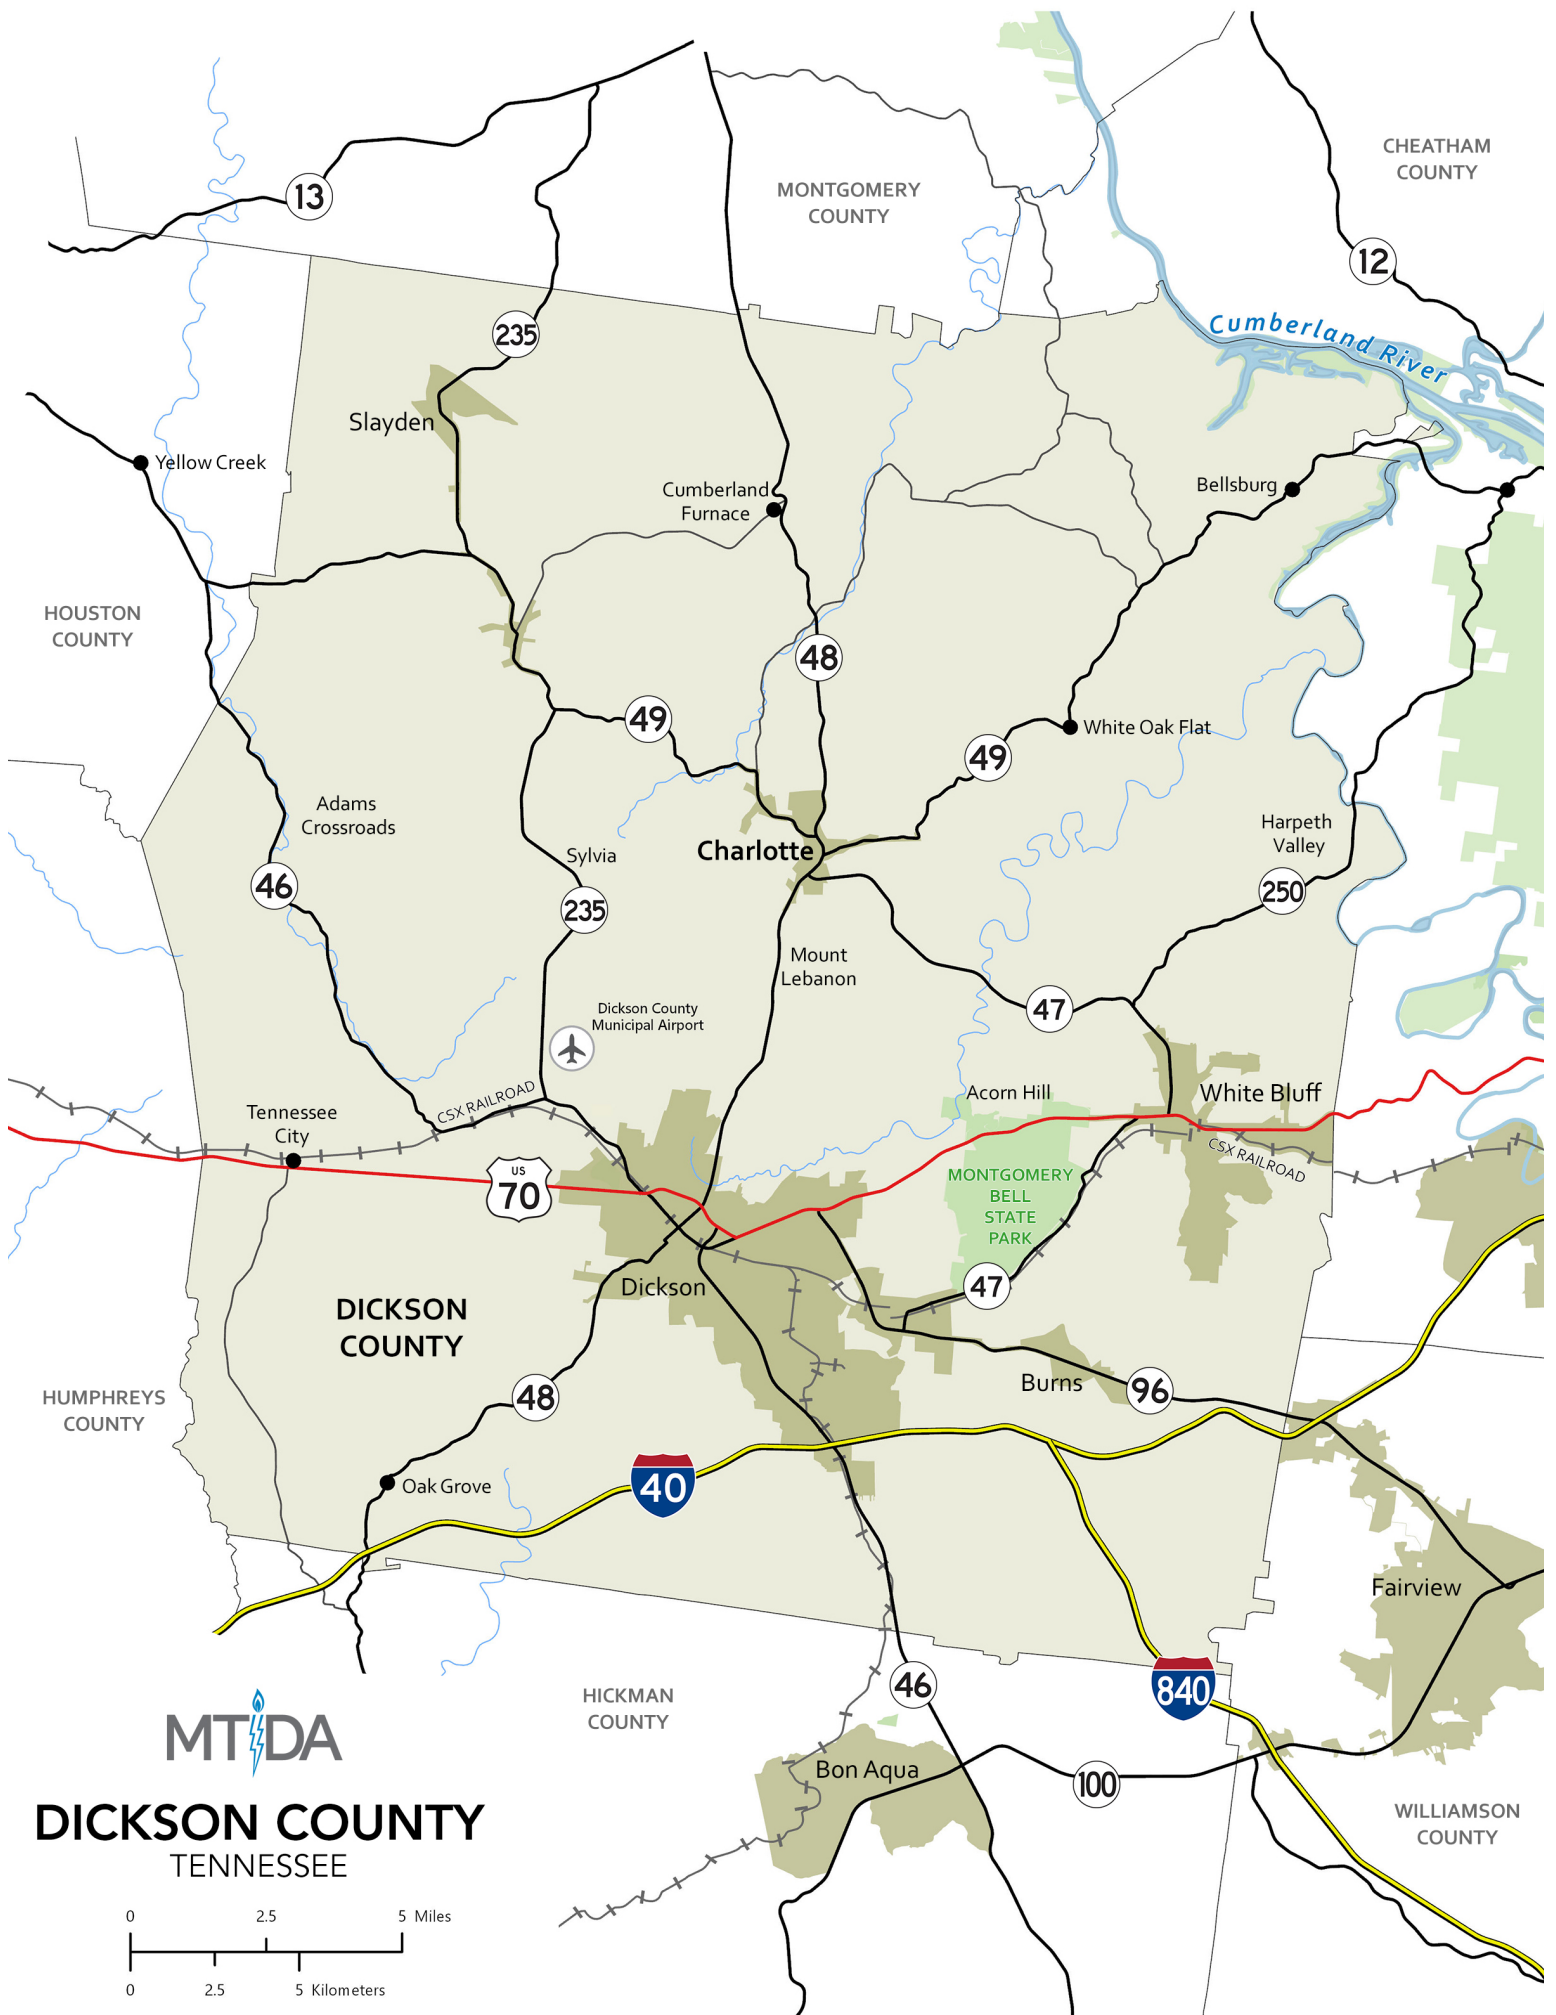 13
MONTGOMERY
COUNTY
CHEATHAM
COUNTY
12
235
Cumberland River
Slayden
Yellow Creek
Cumberland
Furnace
Bellsburg
HOUSTON
COUNTY
48
49
49
White Oak Flat
Adams
Crossroads
Sylvia
Charlotte
Harpeth
Valley
46
235
250
Mount
Lebanon
Dickson County
Municipal Airport
47
CSX RAILROAD
Acorn Hill
White Bluff
Tennessee
City
CSX RAILROAD
US
70
MONTGOMERY
BELL
STATE
PARK
47
Dickson
DICKSON
COUNTY
HUMPHREYS
COUNTY
48
Burns
96
40
Oak Grove
Fairview
840
46
HICKMAN
COUNTY
Bon Aqua
100
WILLIAMSON
COUNTY
MTIDA
DICKSON COUNTY
TENNESSEE
0 2.5 5 Miles
0 2.5 5 Kilometers